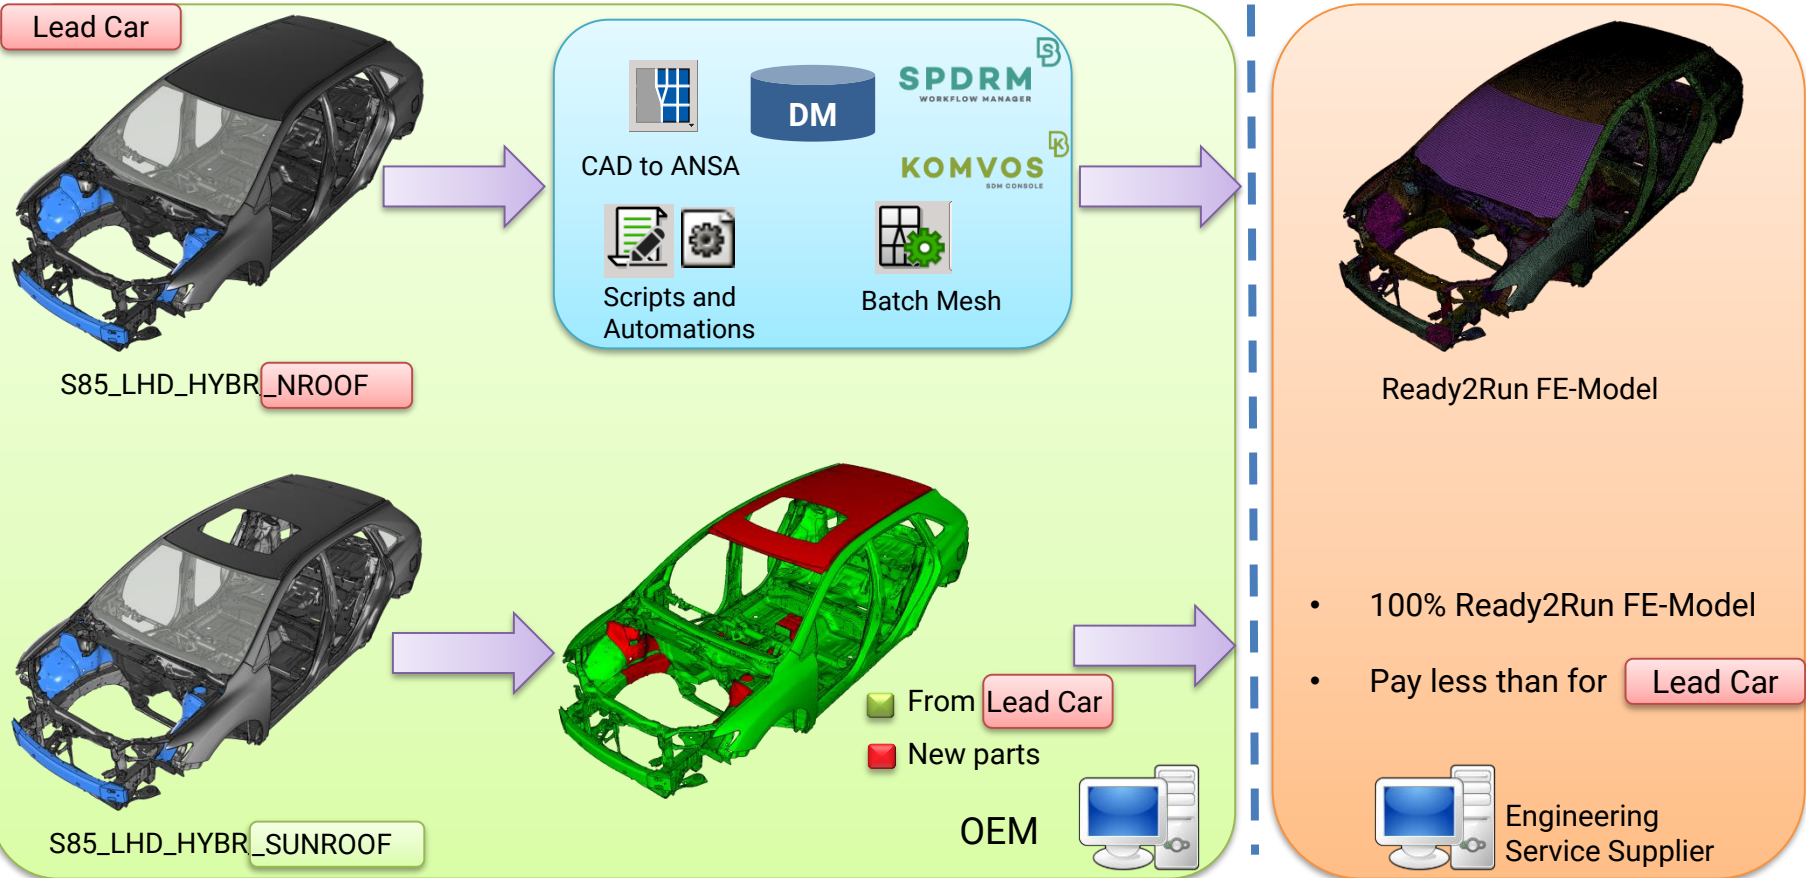 Lead Car
S85_LHD_HYBR_NROOF
CAD to ANSA
DM
SPDRM
WORKFLOW MANAGER
KOMVOS
SDM CONSOLE
Scripts and
Automations
Batch Mesh
Ready2Run FE-Model
S85_LHD_HYBR_SUNROOF
From Lead Car
New parts
OEM
• 100% Ready2Run FE-Model
• Pay less than for Lead Car
Engineering
Service Supplier